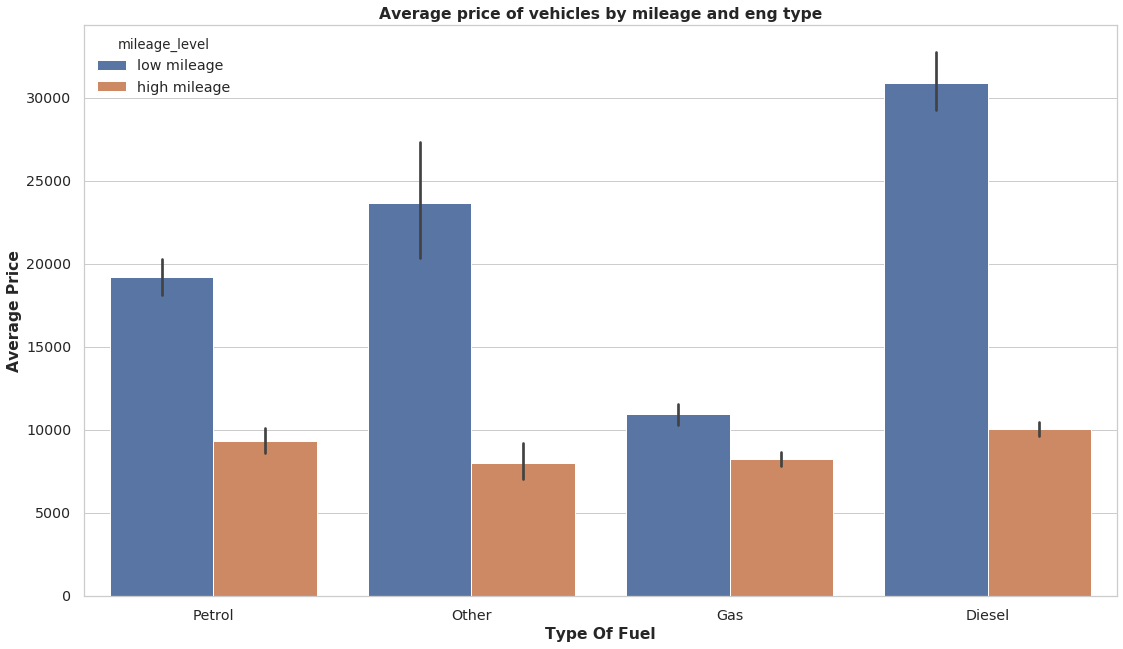 Average price of vehicles by mileage and eng type
mileage_level
low mileage
high mileage
Average Price
30000
25000
20000
15000
10000
5000
0
Petrol Other Gas Diesel
Type Of Fuel